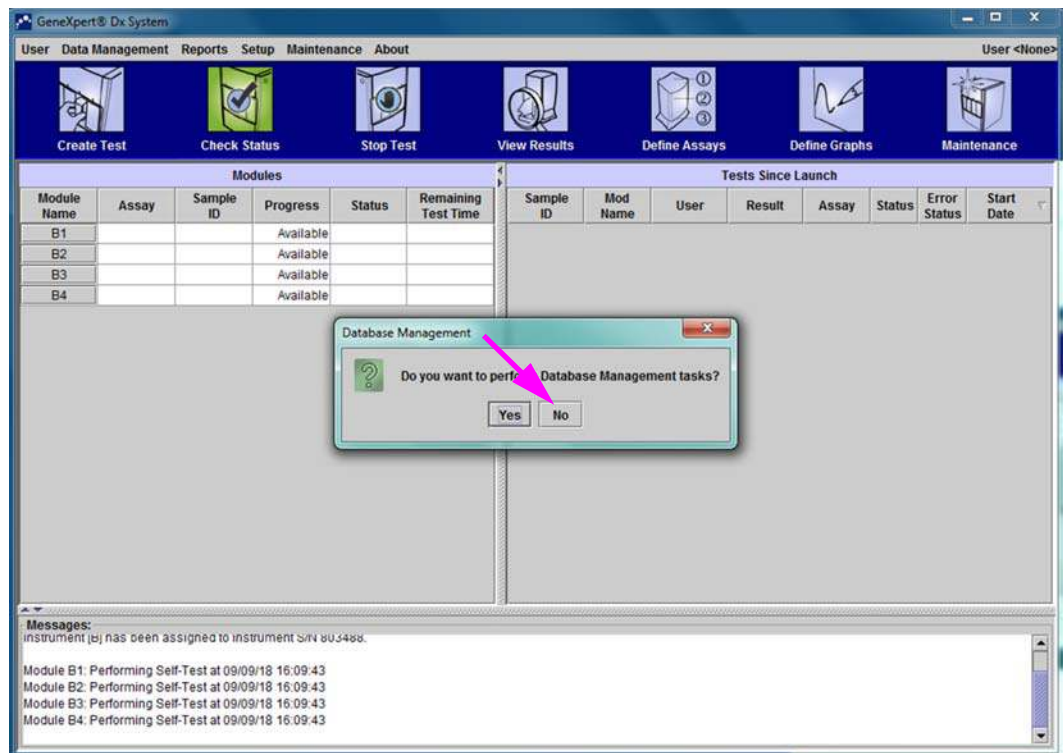 GeneXpert® Dx System
User Data Management Reports Setup Maintenance About User <None>
Create Test Check Status Stop Test View Results Define Assays Define Graphs Maintenance
Modules
Module Name Assay Sample ID Progress Status Remaining Test Time
B1 Available
B2 Available
B3 Available
B4 Available
Tests Since Launch
Sample ID Mod Name User Result Assay Status Error Status Start Date
Database Management
Do you want to perform Database Management tasks?
Yes No
Messages:
Instrument [B] has been assigned to Instrument S/N 803488.
Module B1: Performing Self-Test at 09/09/18 16:09:43
Module B2: Performing Self-Test at 09/09/18 16:09:43
Module B3: Performing Self-Test at 09/09/18 16:09:43
Module B4: Performing Self-Test at 09/09/18 16:09:43